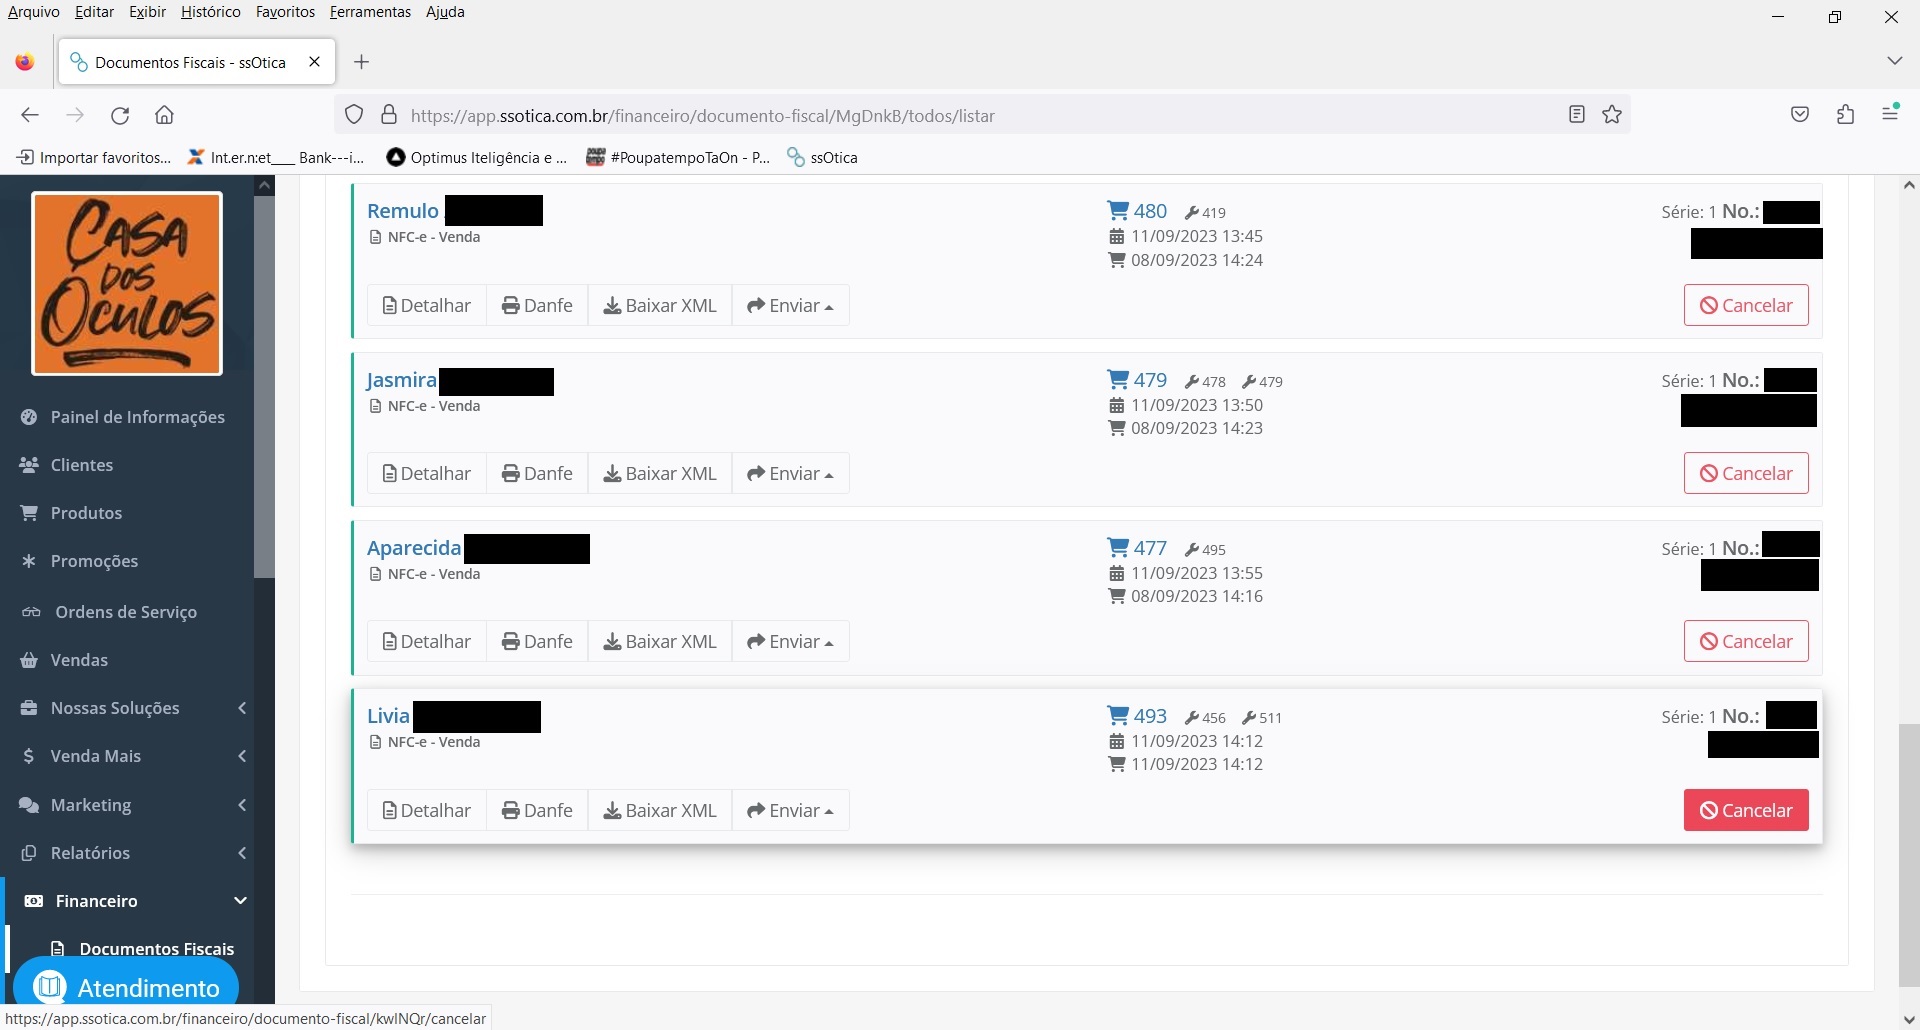 Arquivo Editar Exibir Histórico Favoritos Ferramentas Ajuda
Documentos Fiscais - ssOtica
https://app.ssotica.com.br/financeiro/documento-fiscal/MgDnkB/todos/listar
Importar favoritos... Int.er.n:et___ Bank---i... Optimus Iteligência e ... #PoupatempoTaOn - P... ssOtica
CASA
DOS
ÓCULOS
Painel de Informações
Clientes
Produtos
Promoções
Ordens de Serviço
Vendas
Nossas Soluções
Venda Mais
Marketing
Relatórios
Financeiro
Documentos Fiscais
Atendimento
Remulo 480 419 Série: 1 No.:
NFC-e - Venda 11/09/2023 13:45
08/09/2023 14:24
Detalhar Danfe Baixar XML Enviar Cancelar
Jasmira 479 478 479 Série: 1 No.:
NFC-e - Venda 11/09/2023 13:50
08/09/2023 14:23
Detalhar Danfe Baixar XML Enviar Cancelar
Aparecida 477 495 Série: 1 No.:
NFC-e - Venda 11/09/2023 13:55
08/09/2023 14:16
Detalhar Danfe Baixar XML Enviar Cancelar
Livia 493 456 511 Série: 1 No.:
NFC-e - Venda 11/09/2023 14:12
11/09/2023 14:12
Detalhar Danfe Baixar XML Enviar Cancelar
https://app.ssotica.com.br/financeiro/documento-fiscal/kwlNQr/cancelar